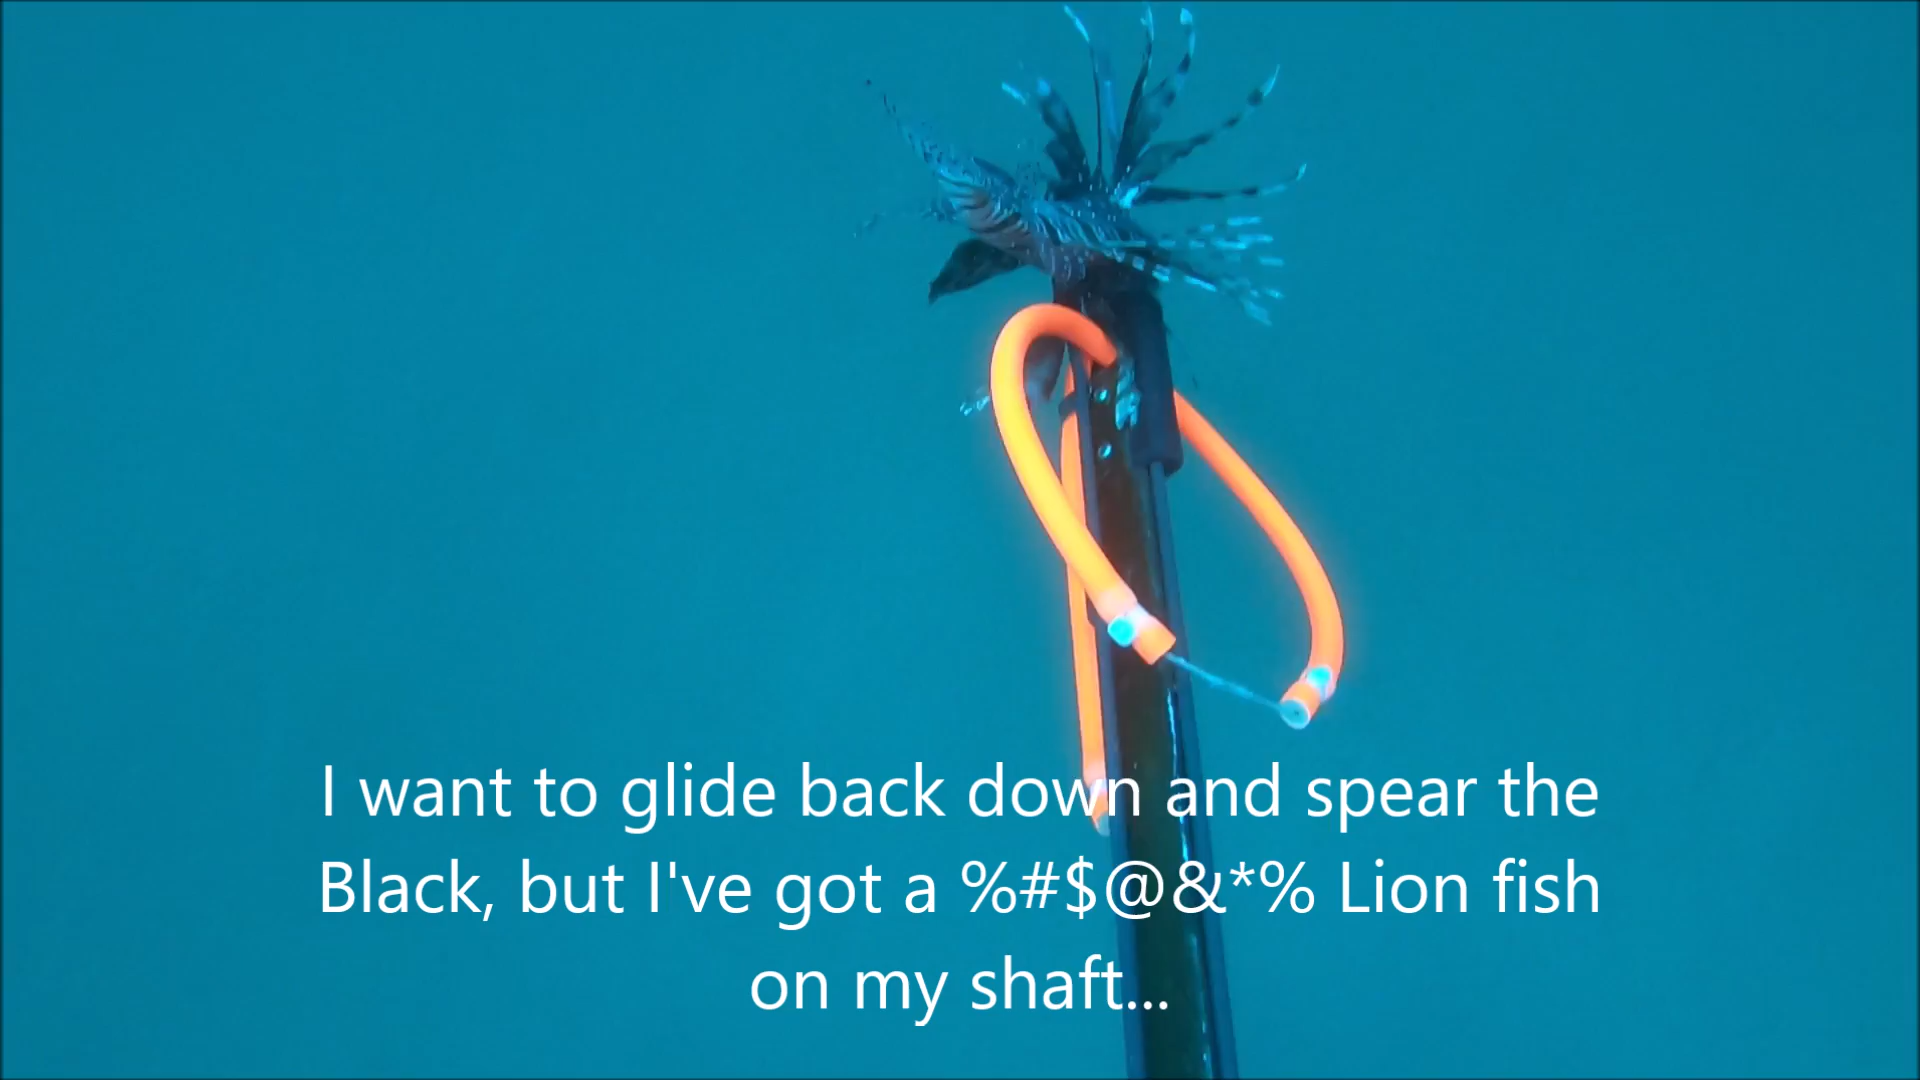 I want to glide back down and spear the
Black, but I've got a %#$@&*% Lion fish
on my shaft...